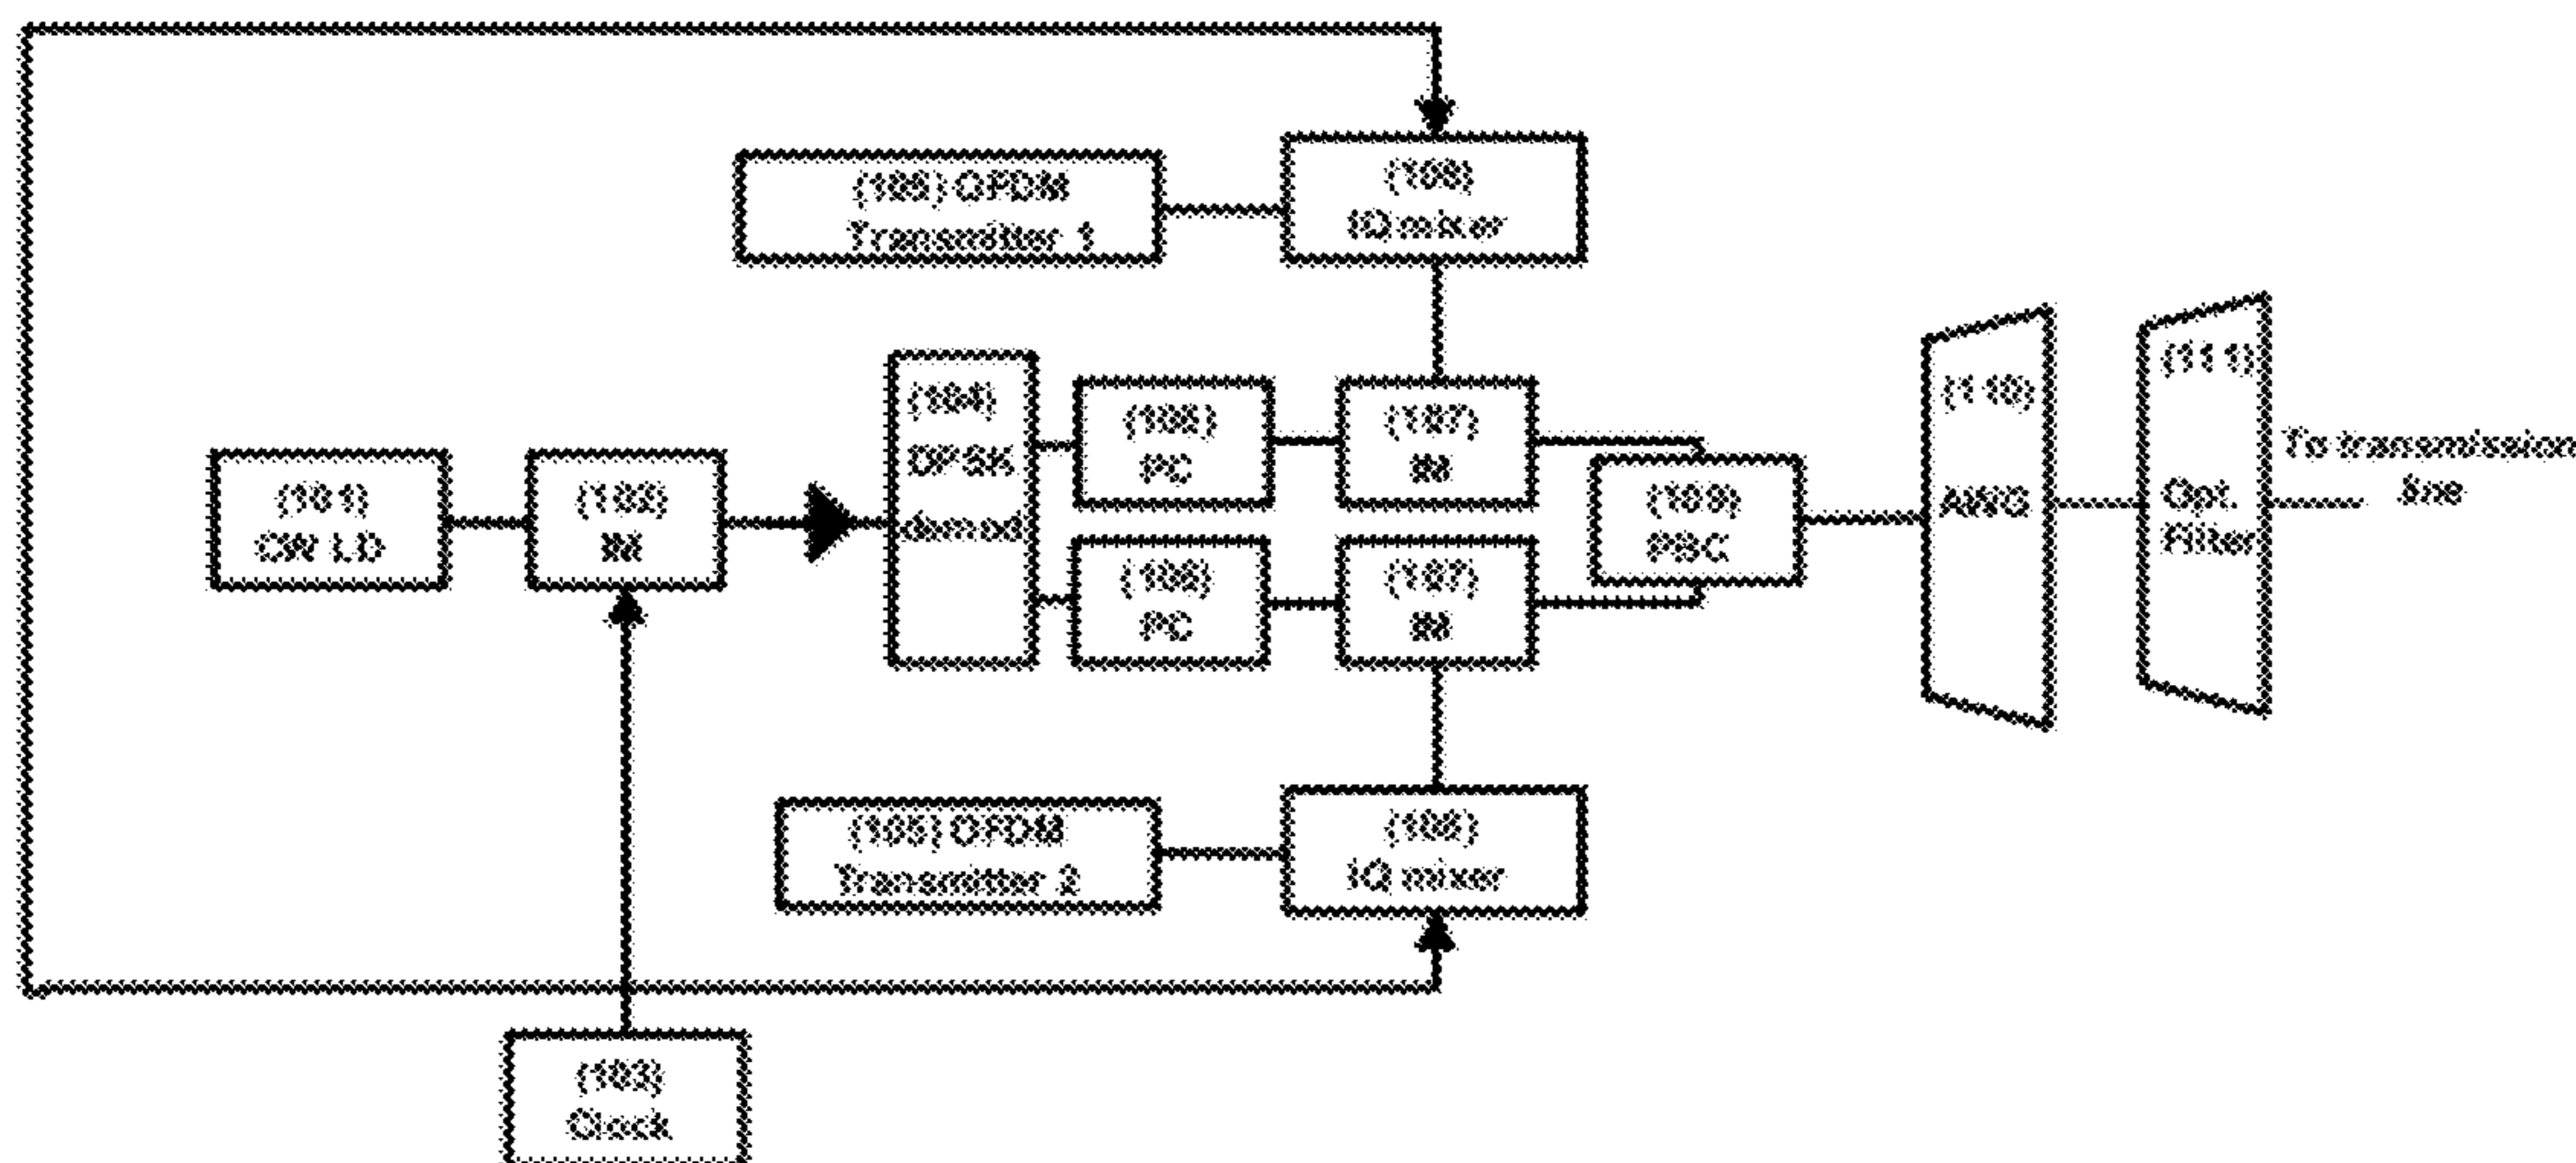 (105) OFDM
Transmitter 1
(108)
IQ mixer
(104)
DPSK
demod
(106)
PC
(107)
IM
(101)
CW LD
(102)
IM
(109)
PBC
(110)
AWG
(111)
Opt.
Filter
To transmission
line
(106)
PC
(107)
IM
(105) OFDM
Transmitter 2
(108)
IQ mixer
(103)
Clock